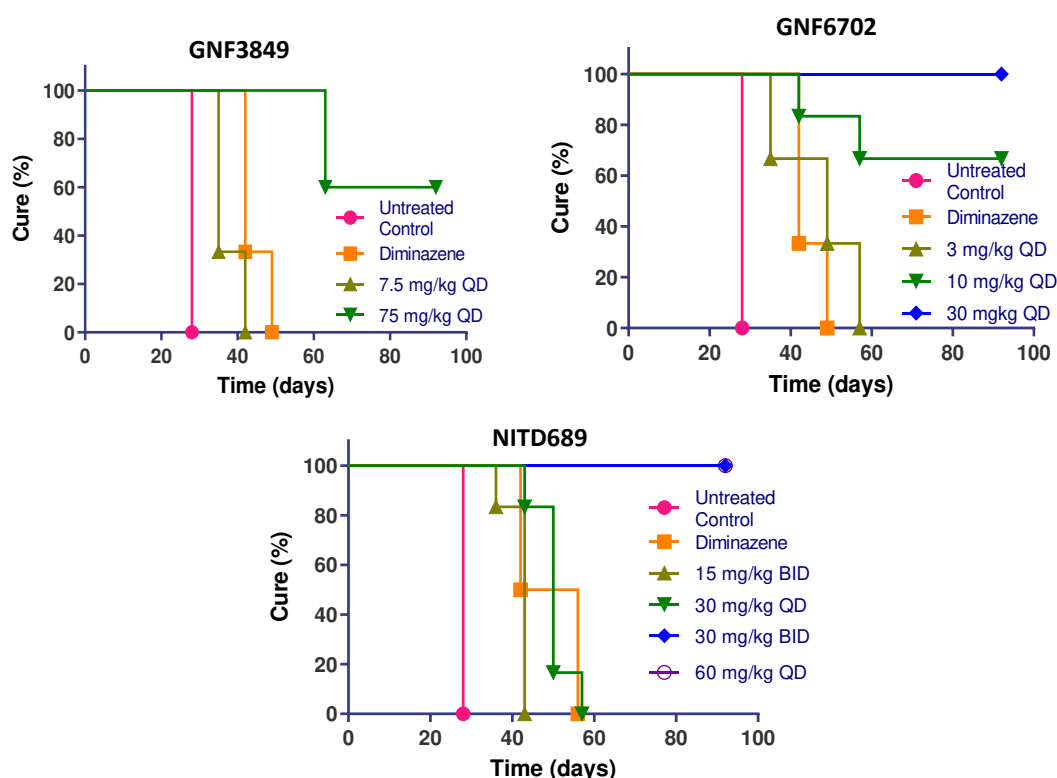 GNF3849
Cure (%)
100
80
60
40
20
0
0 20 40 60 80 100
Time (days)
Untreated
Control
Diminazene
7.5 mg/kg QD
75 mg/kg QD
GNF6702
Cure (%)
100
80
60
40
20
0
0 20 40 60 80 100
Time (days)
Untreated
Control
Diminazene
3 mg/kg QD
10 mg/kg QD
30 mgkg QD
NITD689
Cure (%)
100
80
60
40
20
0
0 20 40 60 80 100
Time (days)
Untreated
Control
Diminazene
15 mg/kg BID
30 mg/kg QD
30 mg/kg BID
60 mg/kg QD